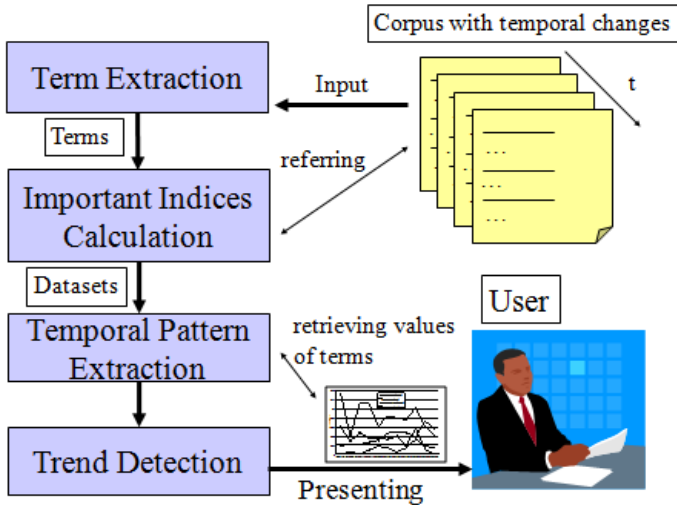 Corpus with temporal changes
Term Extraction
Input
t
Terms
referring
Important Indices
Calculation
Datasets
User
Temporal Pattern
Extraction
retrieving values
of terms
Trend Detection
Presenting